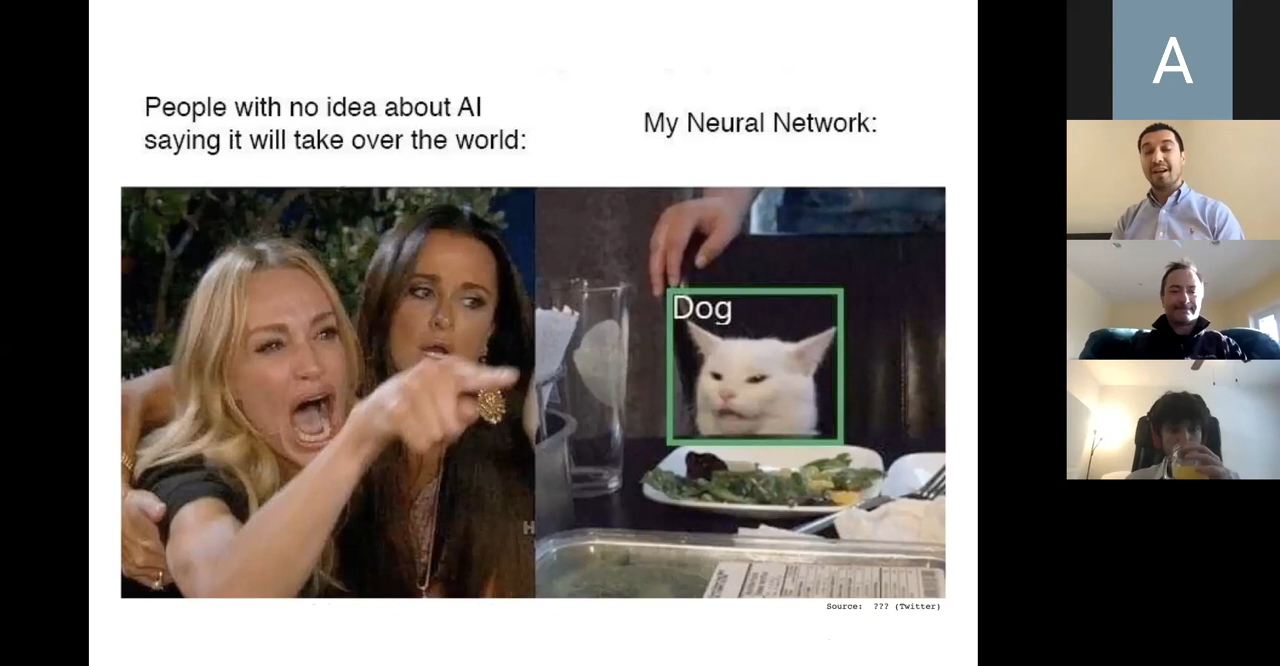 People with no idea about AI
saying it will take over the world:
My Neural Network:
Dog
H
Source: ??? (Twitter)
A